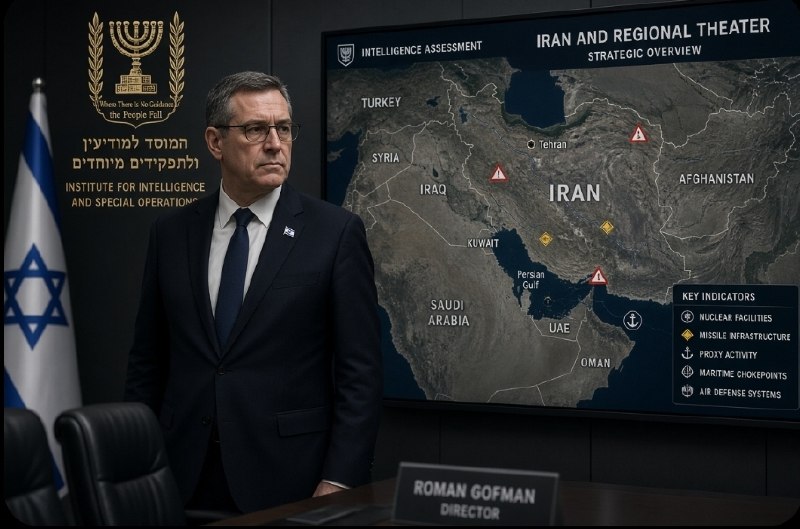 Where There Is No Guidance
the People Fall
המוסד למודיעין
ולתפקידים מיוחדים
INSTITUTE FOR INTELLIGENCE
AND SPECIAL OPERATIONS
INTELLIGENCE ASSESSMENT
IRAN AND REGIONAL THEATER
STRATEGIC OVERVIEW
TURKEY
SYRIA
IRAQ
Tehran
IRAN
AFGHANISTAN
KUWAIT
Persian
Gulf
SAUDI
ARABIA
UAE
OMAN
KEY INDICATORS
NUCLEAR FACILITIES
MISSILE INFRASTRUCTURE
PROXY ACTIVITY
MARITIME CHOKEPOINTS
AIR DEFENSE SYSTEMS
ROMAN GOFMAN
DIRECTOR